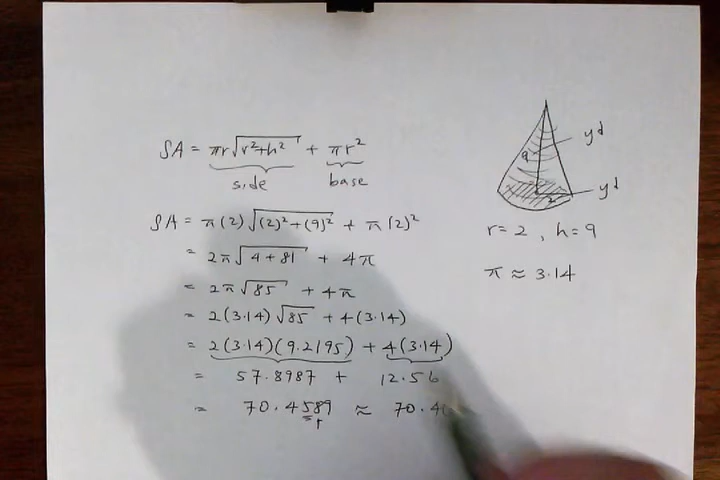 SA = πr√(r²+h²) + πr²
side base
SA = π(2)√((2)²+(9)²) + π(2)²
= 2π√(4+81) + 4π
= 2π√85 + 4π
= 2(3.14)√85 + 4(3.14)
= 2(3.14)(9.2195) + 4(3.14)
= 57.8987 + 12.56
= 70.4589 ≈ 70.4
yd
9
yd
2
r=2, h=9
π ≈ 3.14